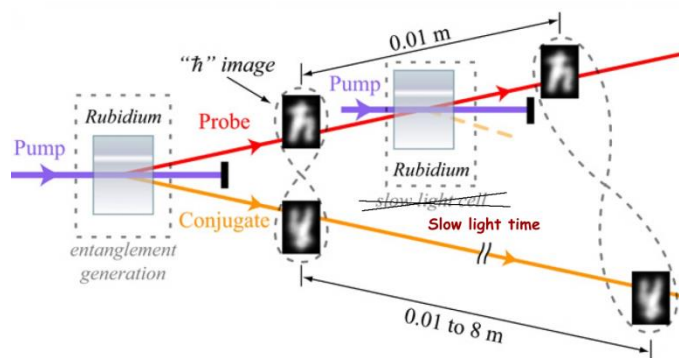 0.01 m
“ħ” image
ħ
ħ
Rubidium
Pump
Probe
Rubidium
Pump
slow light cell
Conjugate
Slow light time
entanglement
generation
ħ
ħ
0.01 to 8 m